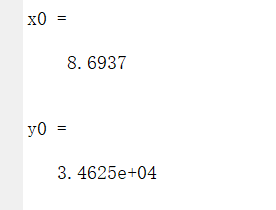 x0 =
8.6937
y0 =
3.4625e+04